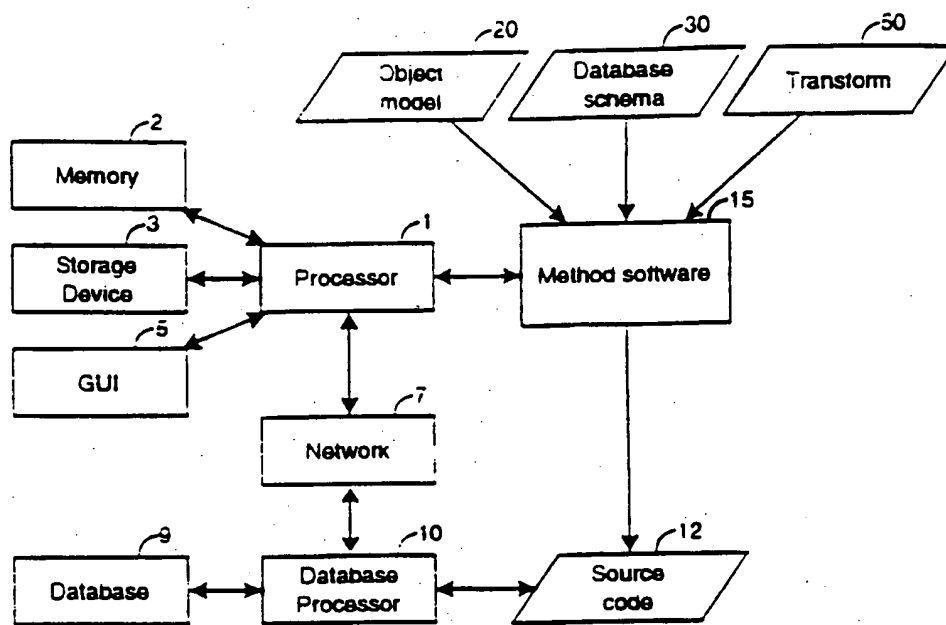 20
30
50
Object
model
Database
schema
Transform
2
Memory
15
3
1
Storage
Device
Processor
Method software
5
GUI
7
Network
9
10
12
Database
Database
Processor
Source
code